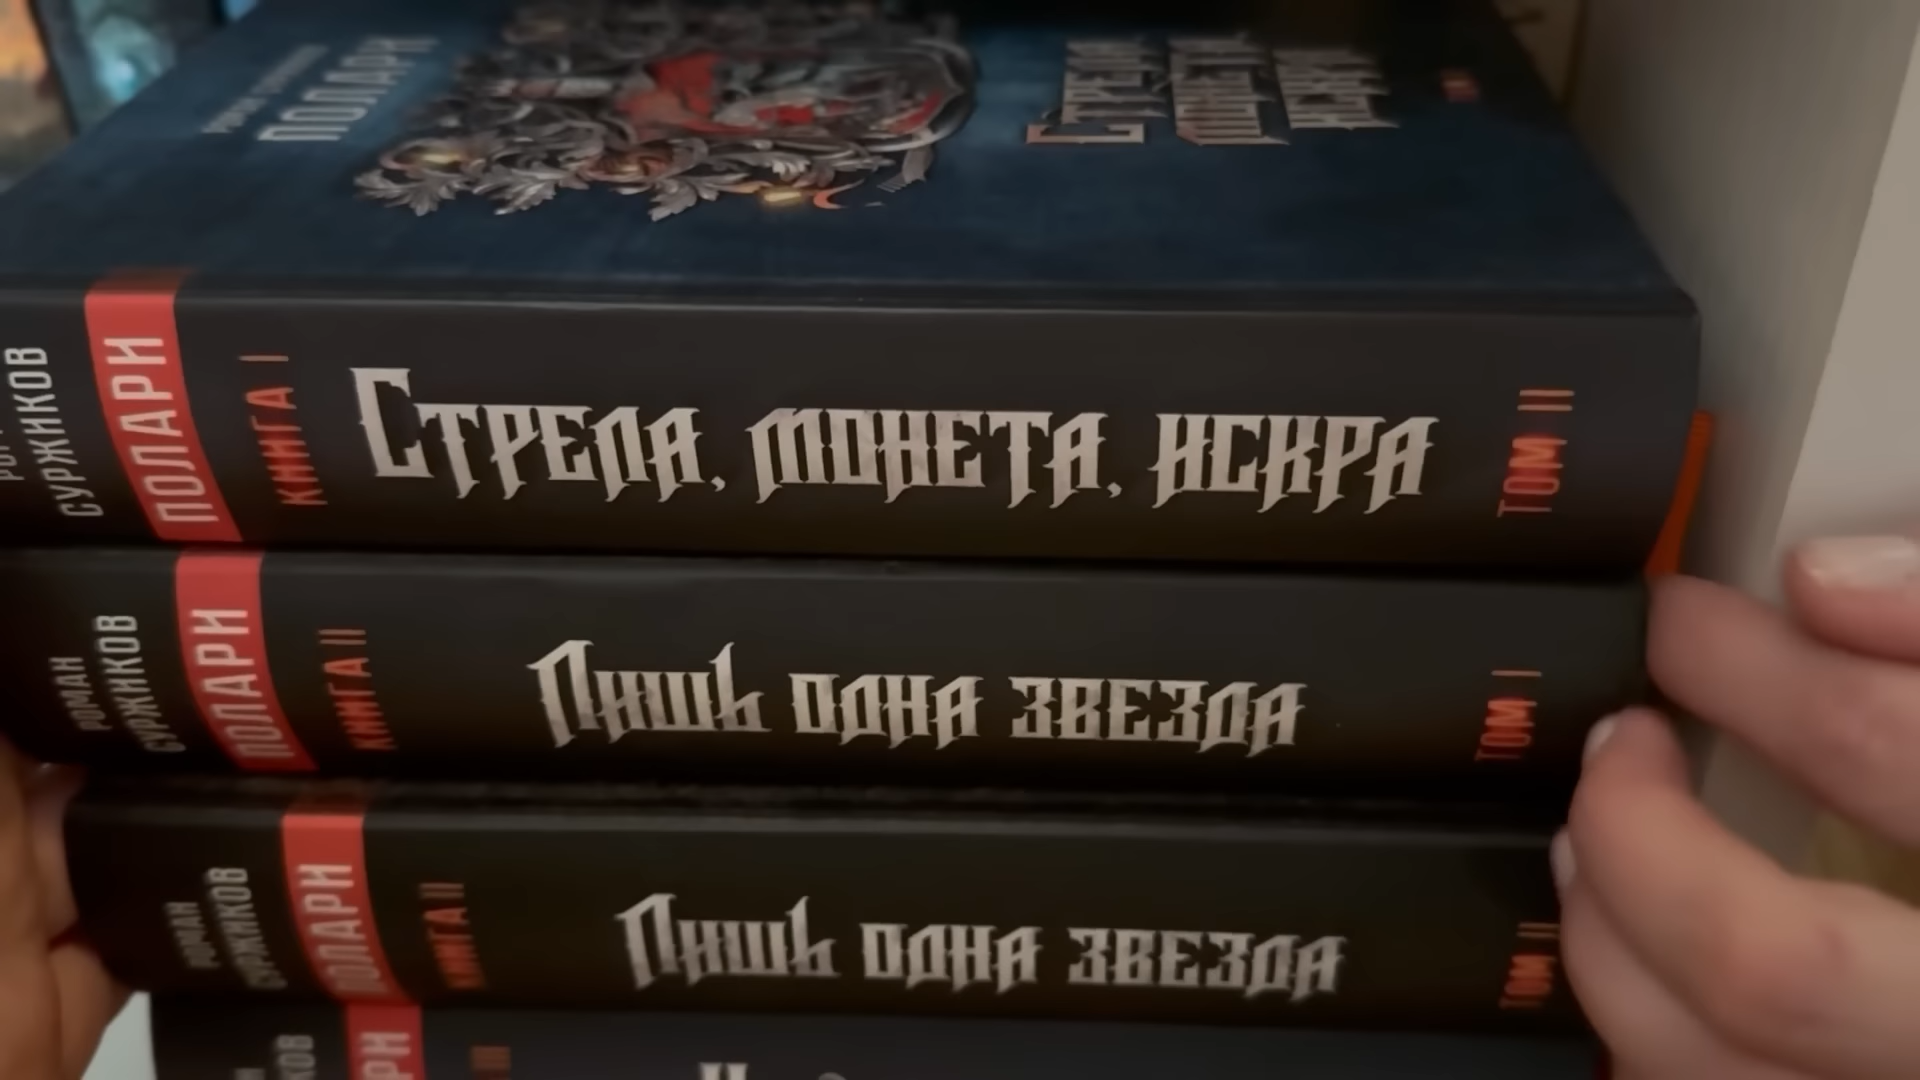 ПОЛАРИ
СТРЕЛА,
МОНЕТА,
ИСКРА
СУРЖИКОВ
ПОЛАРИ
КНИГА I
Стрела, монета, искра
ТОМ II
РОМАН
СУРЖИКОВ
ПОЛАРИ
КНИГА II
Лишь одна звезда
ТОМ I
РОМАН
СУРЖИКОВ
ПОЛАРИ
КНИГА II
Лишь одна звезда
ТОМ II